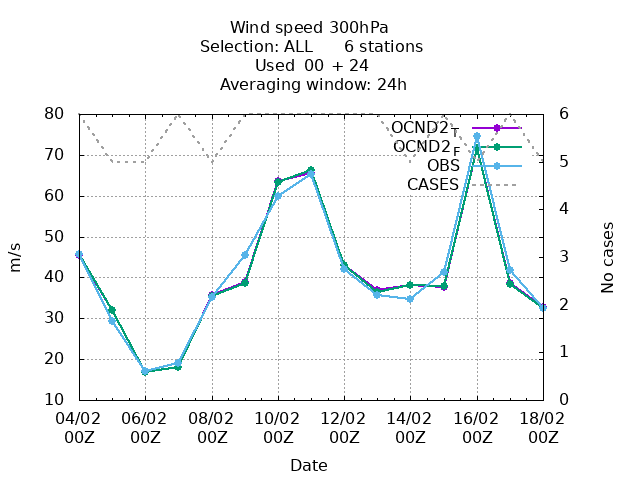 Wind speed 300hPa
Selection: ALL 6 stations
Used 00 + 24
Averaging window: 24h
80 6
OCND2T
70 OCND2F 5
OBS
CASES
60 4
50 3
m/s No cases
40
30 2
20 1
10 0
04/02 06/02 08/02 10/02 12/02 14/02 16/02 18/02
00Z 00Z 00Z 00Z 00Z 00Z 00Z 00Z
Date